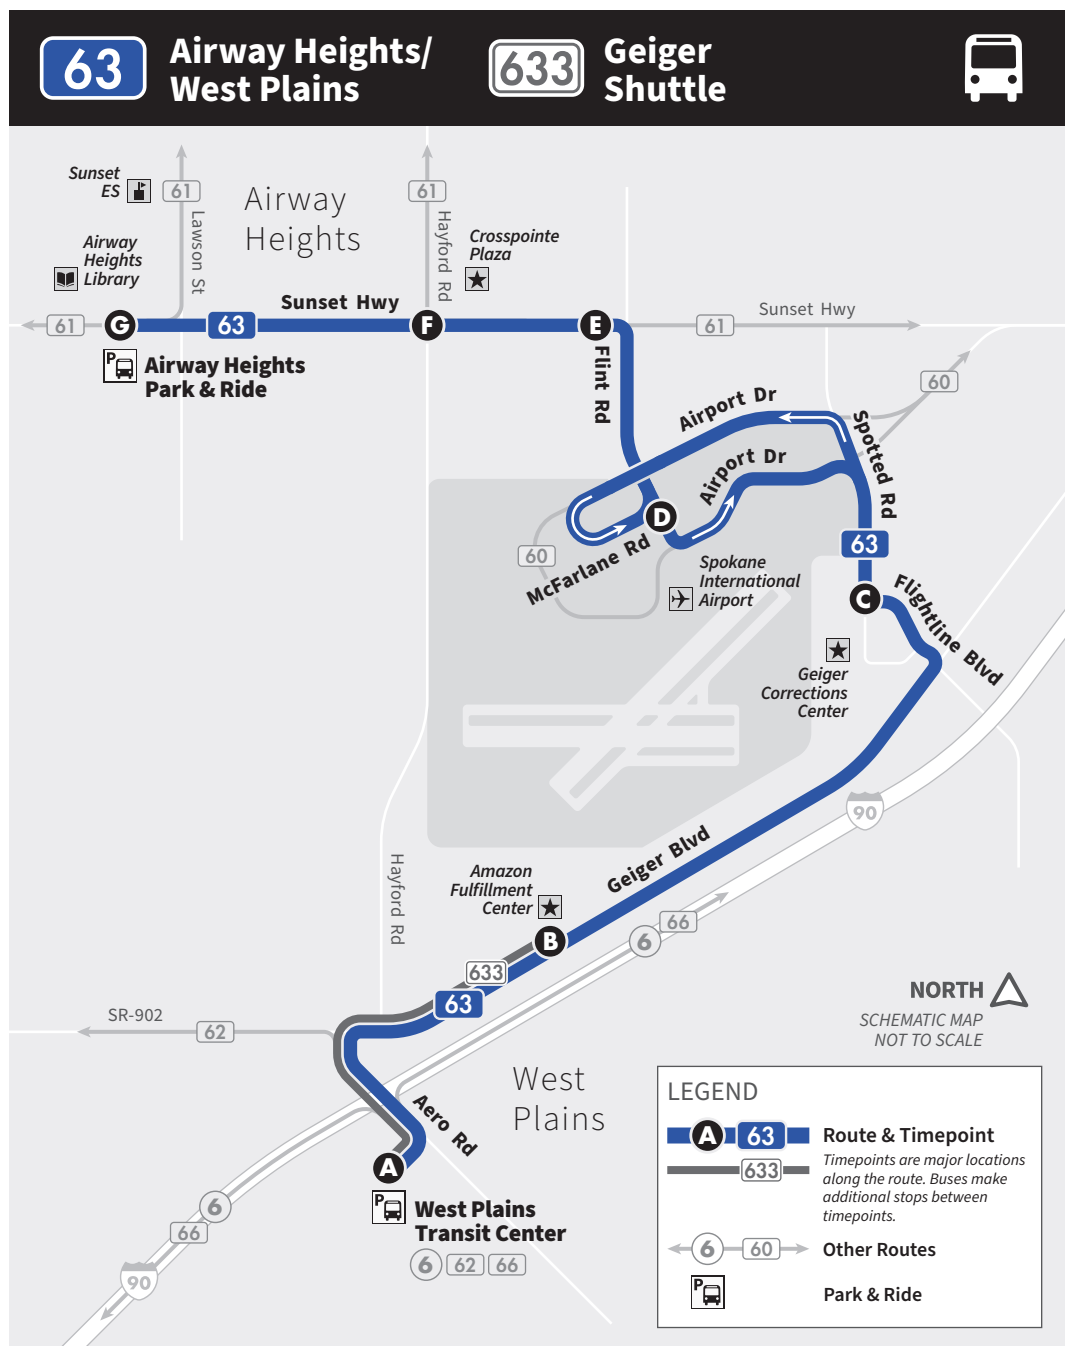 63
Airway Heights/
West Plains
633
Geiger
Shuttle
Sunset
ES
61
Lawson St
Airway
Heights
61
Hayford Rd
Crosspointe
Plaza
Airway
Heights
Library
61
G
63
Sunset Hwy
F
E
61
Sunset Hwy
P
Airway Heights
Park & Ride
Flint Rd
60
Airport Dr
Spotted Rd
Airport Dr
D
60
McFarlane Rd
63
Spokane
International
Airport
C
Flightline Blvd
Geiger
Corrections
Center
90
Geiger Blvd
Hayford Rd
Amazon
Fulfillment
Center
B
66
6
633
63
SR-902
62
NORTH
SCHEMATIC MAP
NOT TO SCALE
West
Plains
Aero Rd
A
P
West Plains
Transit Center
6
62
66
6
66
90
LEGEND
A
63
Route & Timepoint
633
Timepoints are major locations
along the route. Buses make
additional stops between
timepoints.
6
60
Other Routes
P
Park & Ride